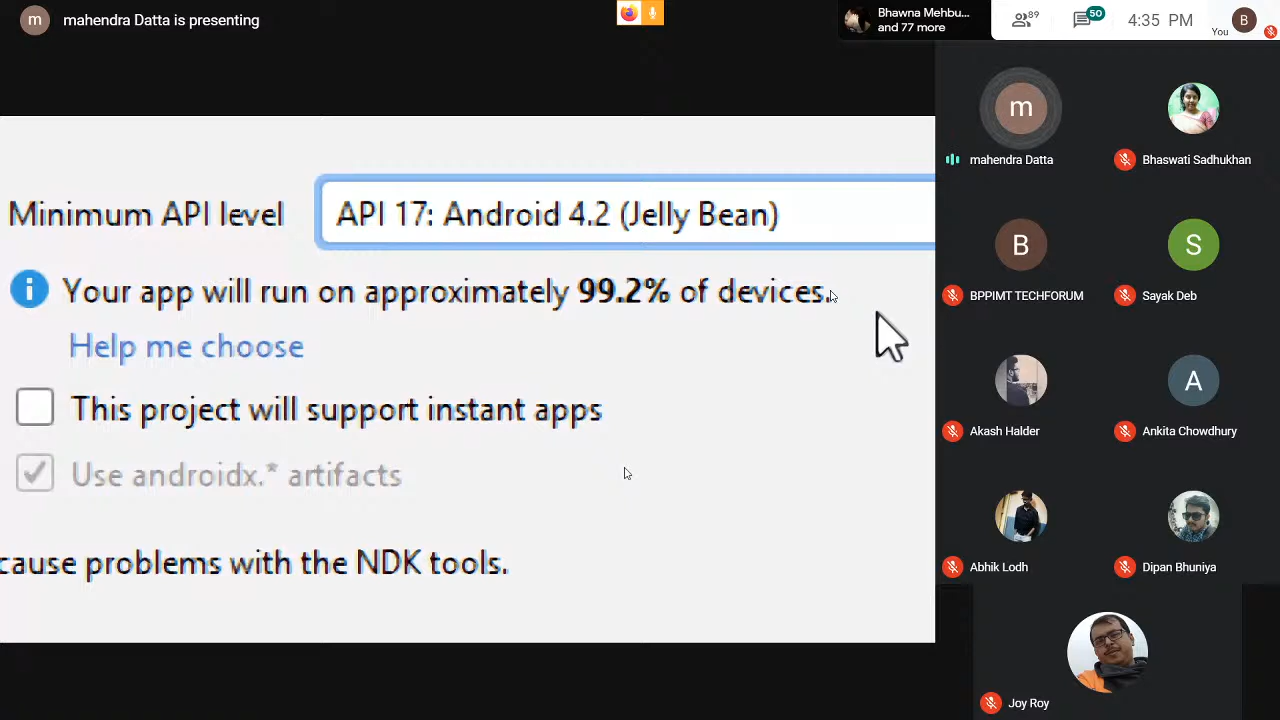 m mahendra Datta is presenting
Bhawna Mehbu...
and 77 more
89
50
4:35 PM
You
B
Minimum API level
API 17: Android 4.2 (Jelly Bean)
i Your app will run on approximately 99.2% of devices.
Help me choose
This project will support instant apps
Use androidx.* artifacts
cause problems with the NDK tools.
m
mahendra Datta
Bhaswati Sadhukhan
B
BPPIMT TECHFORUM
S
Sayak Deb
Akash Halder
A
Ankita Chowdhury
Abhik Lodh
Dipan Bhuniya
Joy Roy